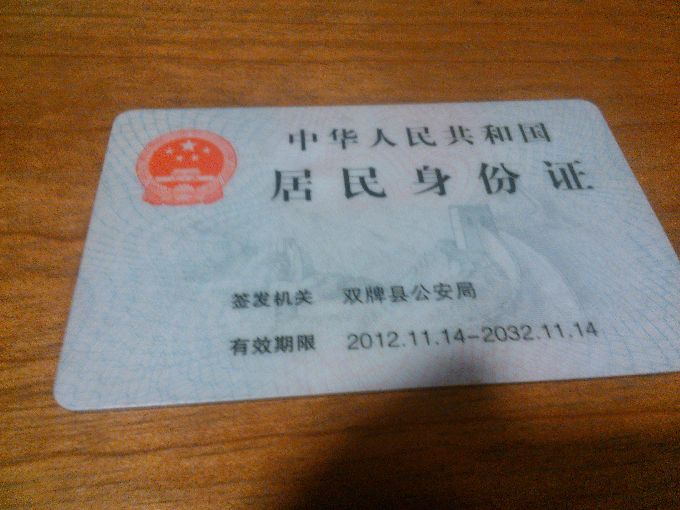 中华人民共和国
居民身份证
签发机关 双牌县公安局
有效期限 2012.11.14-2032.11.14